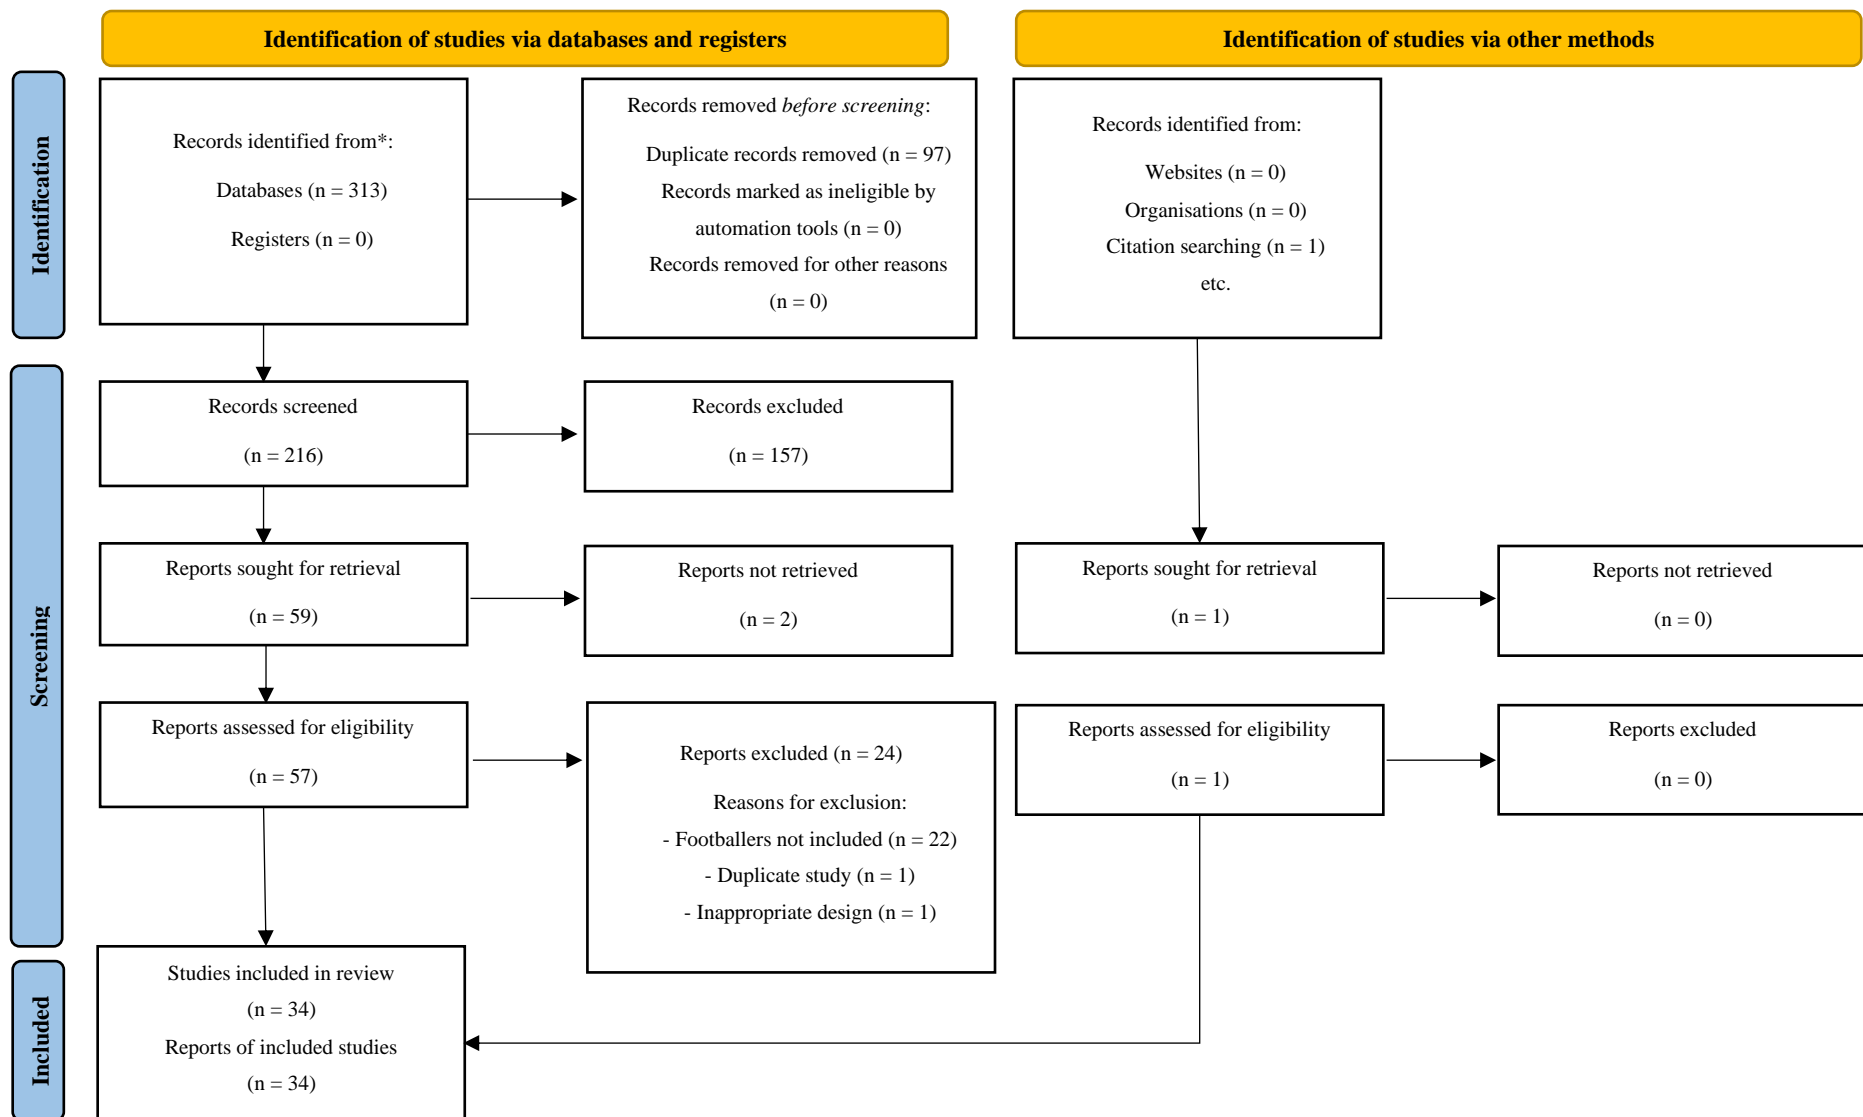 Identification of studies via databases and registers
Identification of studies via other methods
Identification
Records identified from*:
Databases (n = 313)
Registers (n = 0)
Records removed before screening:
Duplicate records removed (n = 97)
Records marked as ineligible by
automation tools (n = 0)
Records removed for other reasons
(n = 0)
Records identified from:
Websites (n = 0)
Organisations (n = 0)
Citation searching (n = 1)
etc.
Screening
Records screened
(n = 216)
Records excluded
(n = 157)
Reports sought for retrieval
(n = 59)
Reports not retrieved
(n = 2)
Reports sought for retrieval
(n = 1)
Reports not retrieved
(n = 0)
Reports assessed for eligibility
(n = 57)
Reports excluded (n = 24)
Reasons for exclusion:
- Footballers not included (n = 22)
- Duplicate study (n = 1)
- Inappropriate design (n = 1)
Reports assessed for eligibility
(n = 1)
Reports excluded
(n = 0)
Included
Studies included in review
(n = 34)
Reports of included studies
(n = 34)